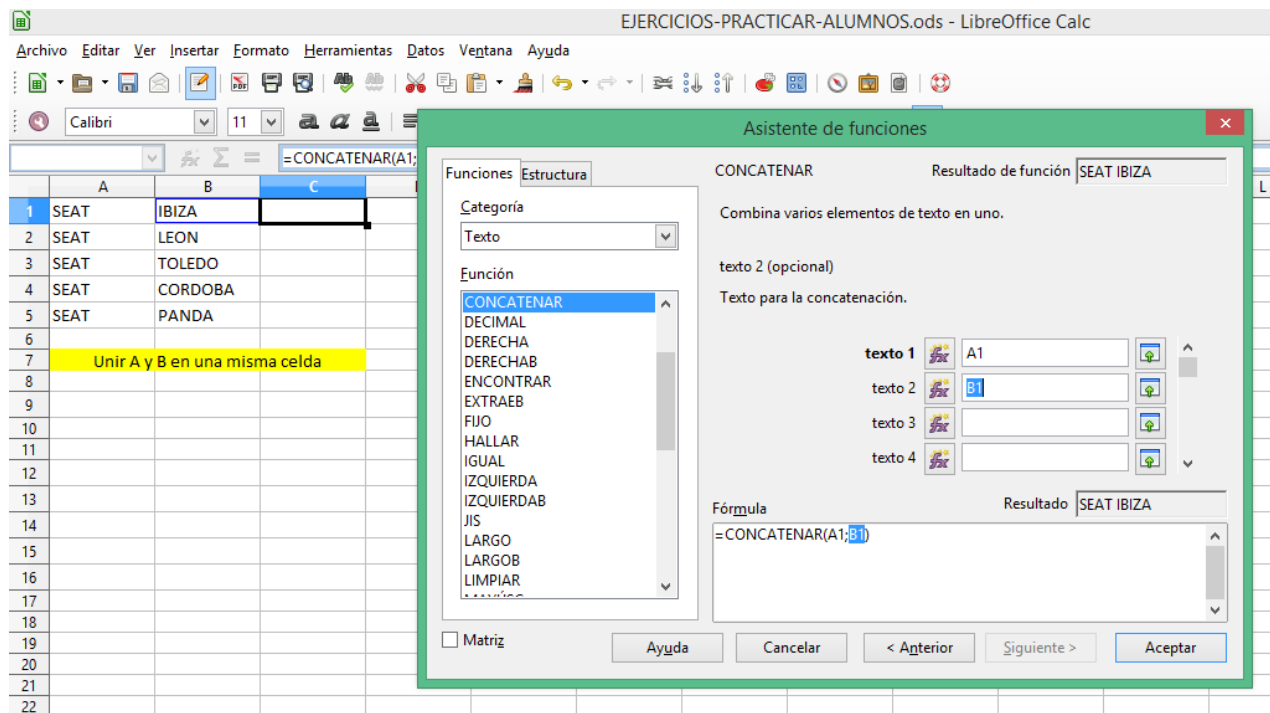 EJERCICIOS-PRACTICAR-ALUMNOS.ods - LibreOffice Calc
Archivo Editar Ver Insertar Formato Herramientas Datos Ventana Ayuda
Calibri 11 a a a
=CONCATENAR(A1;
Asistente de funciones
Funciones Estructura
Categoría
Texto
Función
CONCATENAR
DECIMAL
DERECHA
DERECHAB
ENCONTRAR
EXTRAEB
FIJO
HALLAR
IGUAL
IZQUIERDA
IZQUIERDAB
JIS
LARGO
LARGOB
LIMPIAR
CONCATENAR Resultado de función SEAT IBIZA
Combina varios elementos de texto en uno.
texto 2 (opcional)
Texto para la concatenación.
texto 1 A1
texto 2 B1
texto 3
texto 4
Fórmula Resultado SEAT IBIZA
=CONCATENAR(A1;B1)
Matriz Ayuda Cancelar < Anterior Siguiente > Aceptar
A B C L
1 SEAT IBIZA
2 SEAT LEON
3 SEAT TOLEDO
4 SEAT CORDOBA
5 SEAT PANDA
6
7 Unir A y B en una misma celda
8
9
10
11
12
13
14
15
16
17
18
19
20
21
22